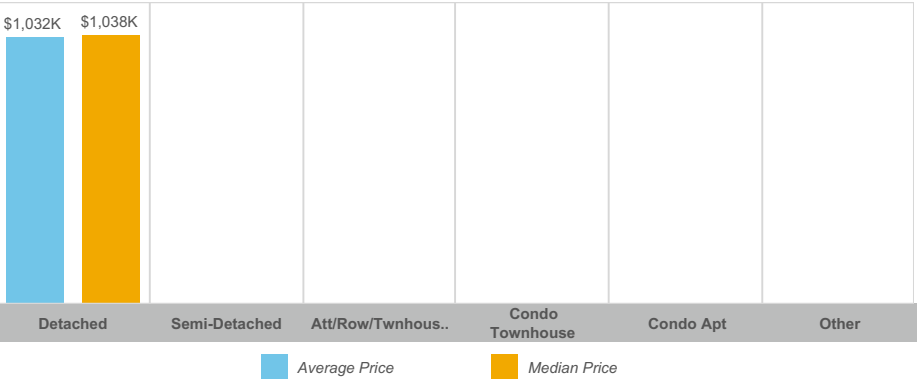 $1,032K
$1,038K
Detached
Semi-Detached
Att/Row/Twnhous..
Condo
Townhouse
Condo Apt
Other
Average Price
Median Price